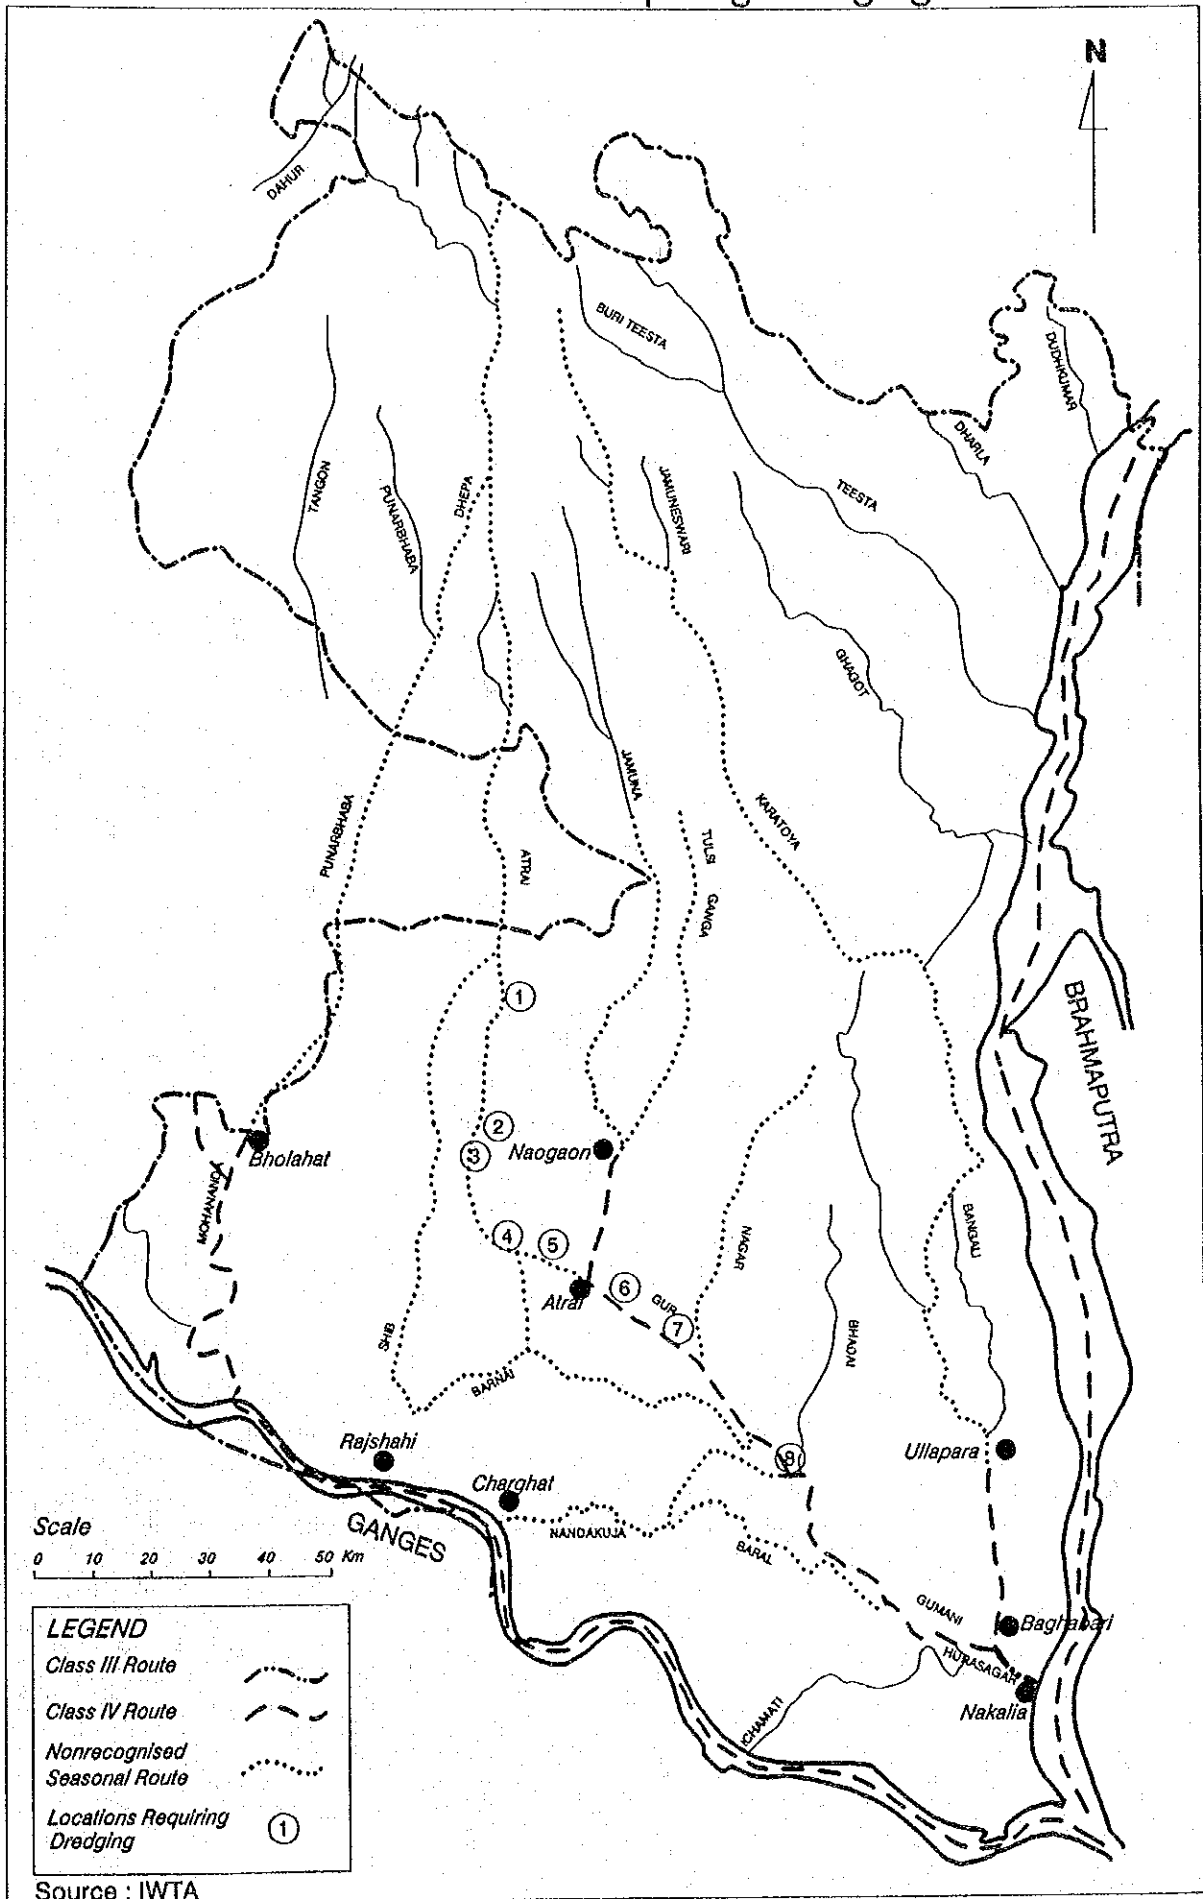 N
DAHUR
BURI TEESTA
DUDHKUMAR
DHARLA
TANGON
PUNARBHABA
DHEPA
JAMUNESWARI
TEESTA
GHAGOT
PUNARBHABA
ATRAI
JAMUNA
TULSI
GANGA
KARATOYA
BRAHMAPUTRA
1
2
3
Naogaon
Bholahat
MOHANANDA
4
5
Atrai
6
GUR
7
NAGAR
BANGALI
BHADAI
SHIB
BARNAI
Rajshahi
Charghat
8
Ullapara
GANGES
NANDAKUJA
BARAL
GUMANI
Baghabari
HURASAGAR
Nakalia
ICHAMATI
Scale
0 10 20 30 40 50 Km
LEGEND
Class III Route
Class IV Route
Nonrecognised
Seasonal Route
Locations Requiring
Dredging
1
Source : IWTA